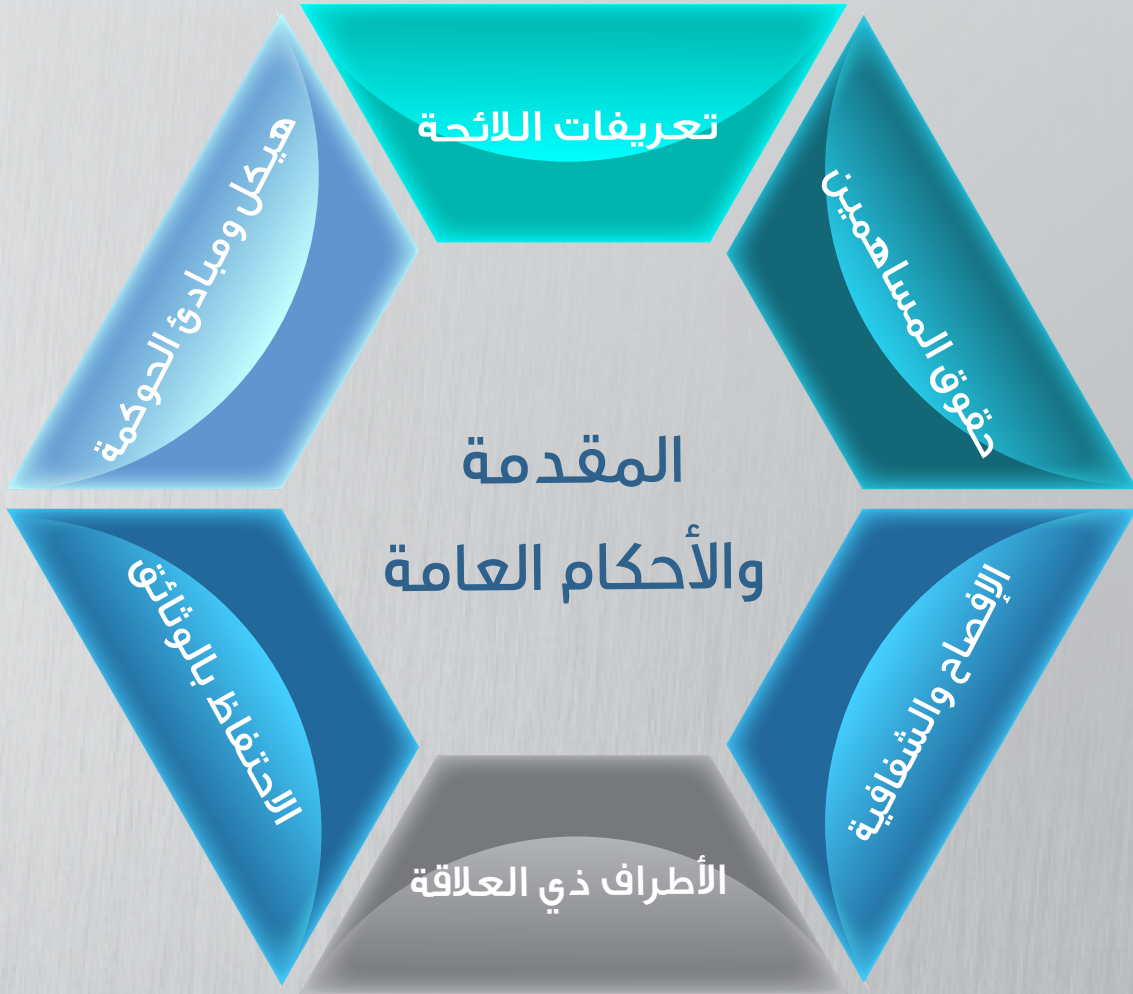 تعريفات اللائحة
حقوق المساهمين
هيكل ومبادئ الحوكمة
المقدمة
والأحكام العامة
الإفصاح والشفافية
الاحتفاظ بالوثائق
الأطراف ذي العلاقة